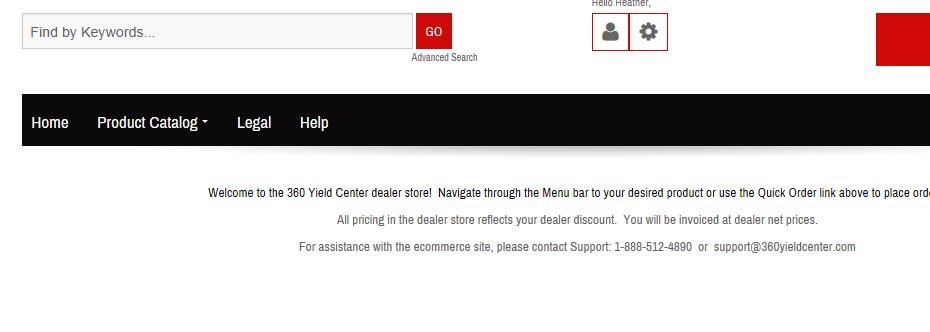 Hello Heather,
Find by Keywords...
GO
Advanced Search
Home Product Catalog Legal Help
Welcome to the 360 Yield Center dealer store! Navigate through the Menu bar to your desired product or use the Quick Order link above to place
All pricing in the dealer store reflects your dealer discount. You will be invoiced at dealer net prices.
For assistance with the ecommerce site, please contact Support: 1-888-512-4890 or support@360yieldcenter.com